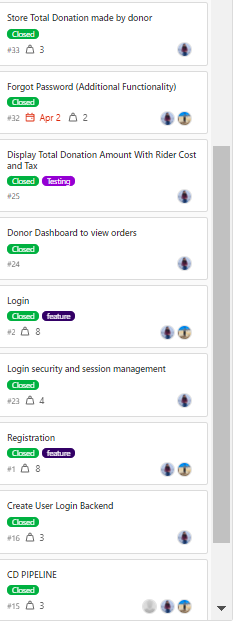 Store Total Donation made by donor
Closed
#33 3
Forgot Password (Additional Functionality)
Closed
#32 Apr 2 2
Display Total Donation Amount With Rider Cost
and Tax
Closed Testing
#25
Donor Dashboard to view orders
Closed
#24
Login
Closed feature
#2 8
Login security and session management
Closed
#23 4
Registration
Closed feature
#1 8
Create User Login Backend
Closed
#16 3
CD PIPELINE
Closed
#15 3